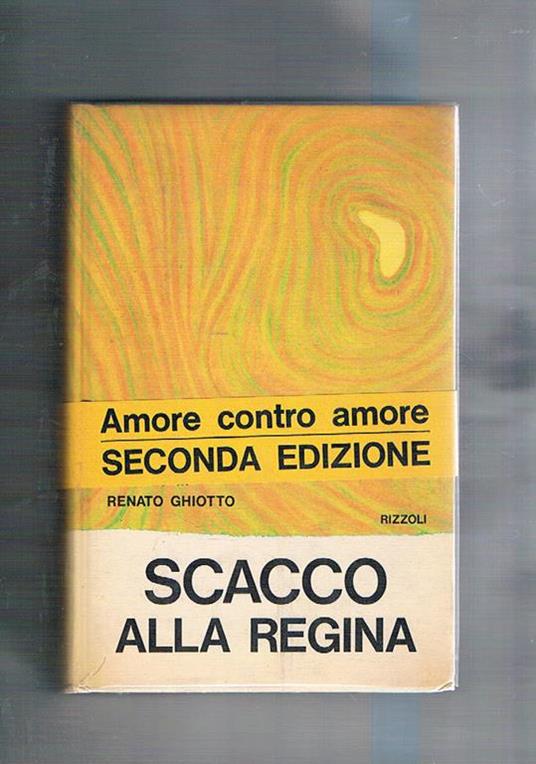 Amore contro amore
SECONDA EDIZIONE
RENATO GHIOTTO
RIZZOLI
SCACCO
ALLA REGINA